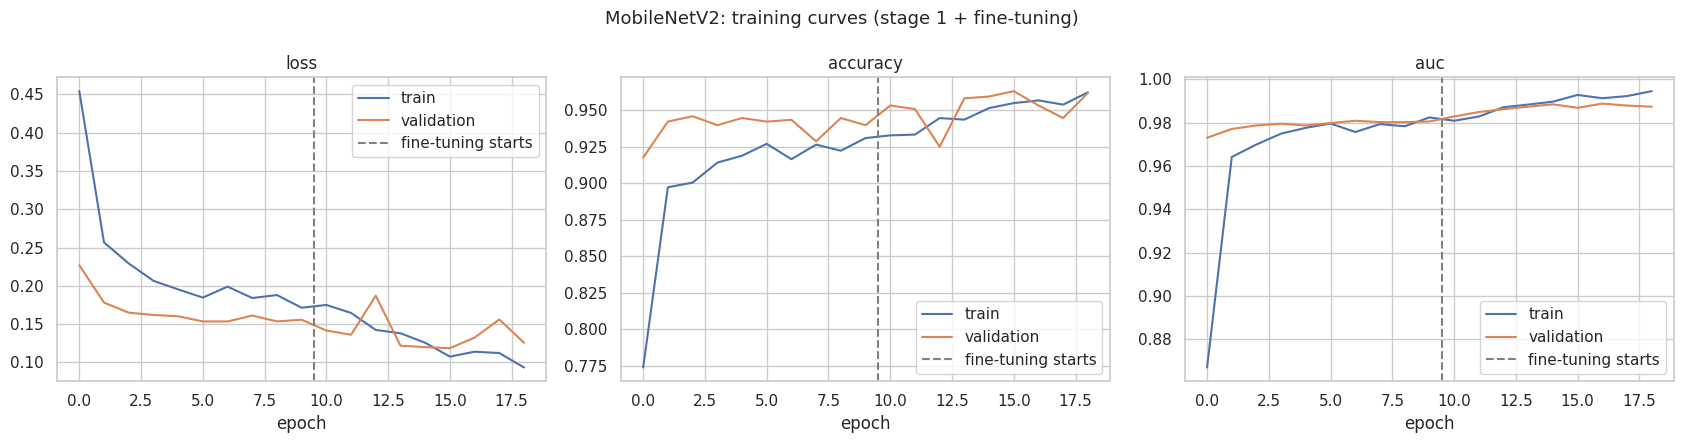 MobileNetV2: training curves (stage 1 + fine-tuning)
loss
0.45
0.40
0.35
0.30
0.25
0.20
0.15
0.10
0.0 2.5 5.0 7.5 10.0 12.5 15.0 17.5
epoch
train
validation
fine-tuning starts
accuracy
0.950
0.925
0.900
0.875
0.850
0.825
0.800
0.775
0.0 2.5 5.0 7.5 10.0 12.5 15.0 17.5
epoch
train
validation
fine-tuning starts
auc
1.00
0.98
0.96
0.94
0.92
0.90
0.88
0.0 2.5 5.0 7.5 10.0 12.5 15.0 17.5
epoch
train
validation
fine-tuning starts